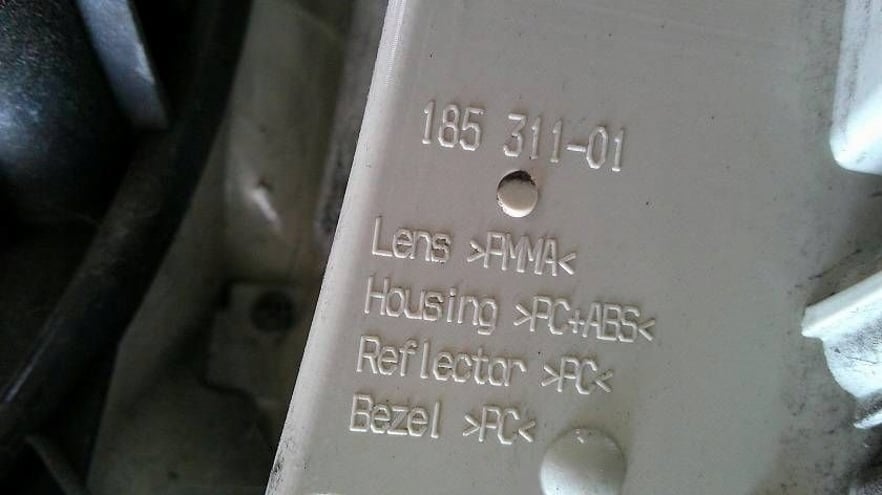 185 311-01
Lens >PMMA<
Housing >PC+ABS<
Reflector >PC<
Bezel >PC<